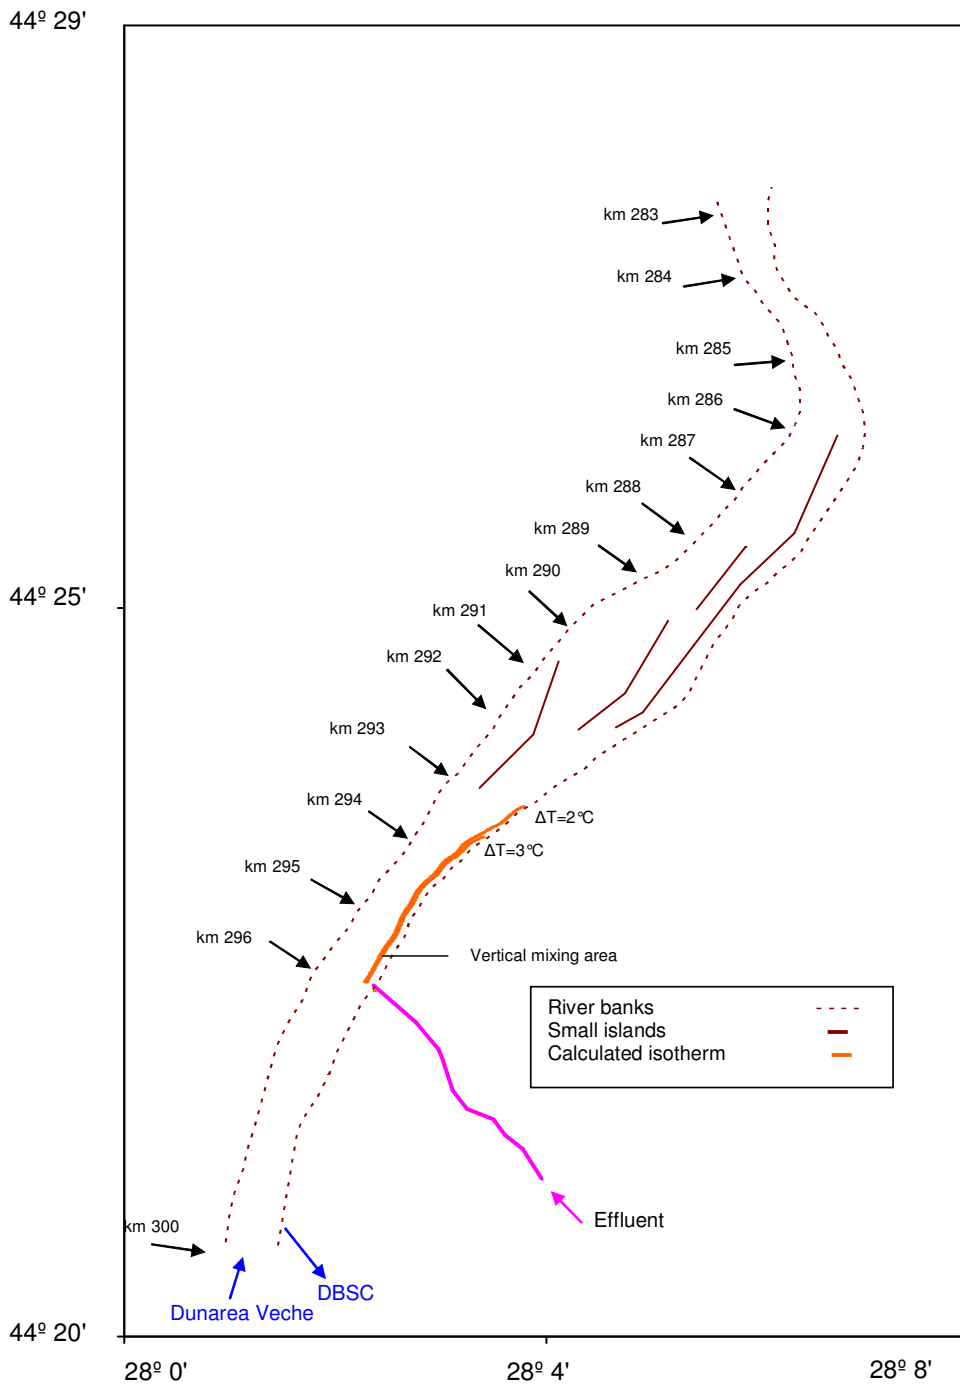 44º 29'
km 283
km 284
km 285
km 286
km 287
km 288
km 289
km 290
44º 25'
km 291
km 292
km 293
km 294
ΔT=2°C
ΔT=3°C
km 295
km 296
Vertical mixing area
River banks
Small islands
Calculated isotherm
Effluent
km 300
DBSC
Dunarea Veche
44º 20'
28º 0'
28º 4'
28º 8'